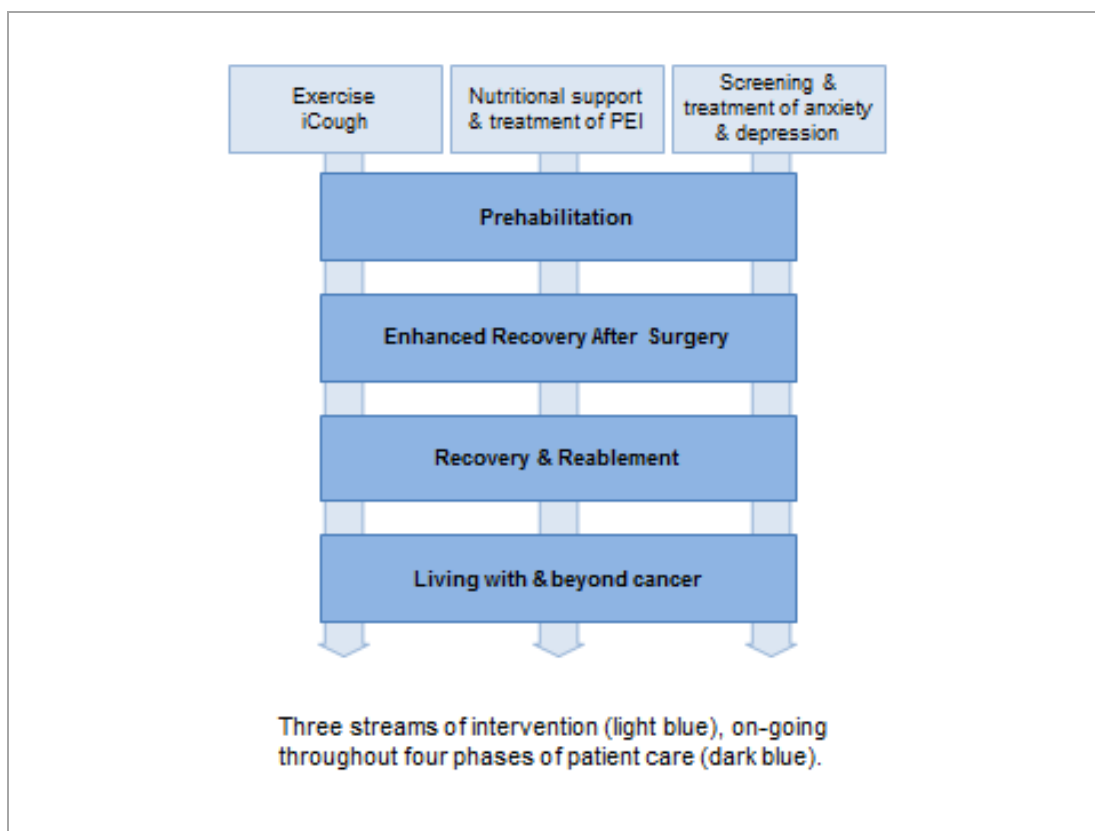 Exercise
iCough
Nutritional support
& treatment of PEI
Screening &
treatment of anxiety
& depression
Prehabilitation
Enhanced Recovery After Surgery
Recovery & Reablement
Living with & beyond cancer
Three streams of intervention (light blue), on-going
throughout four phases of patient care (dark blue).